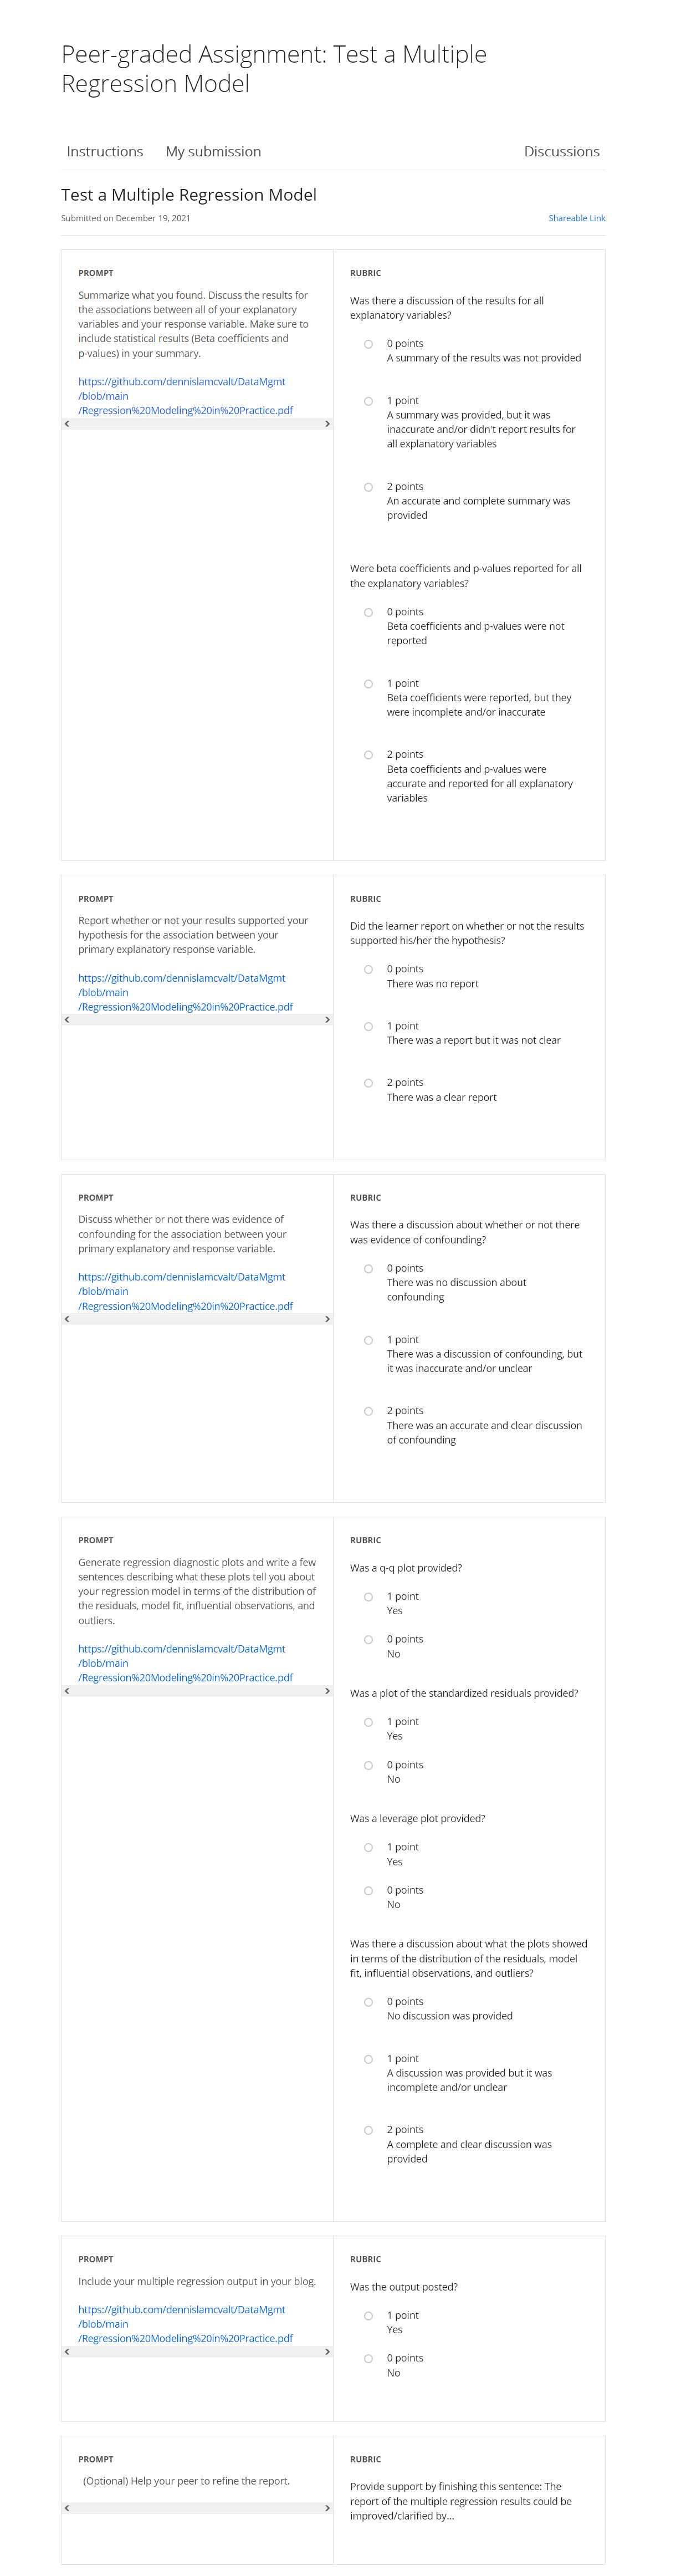 Peer-graded Assignment: Test a Multiple
Regression Model
Instructions
My submission
Discussions
Test a Multiple Regression Model
Submitted on December 19, 2021
Shareable Link
PROMPT
Summarize what you found. Discuss the results for
the associations between all of your explanatory
variables and your response variable. Make sure to
include statistical results (Beta coefficients and
p-values) in your summary.
https://github.com/dennislamcvalt/DataMgmt
/blob/main
/Regression%20Modeling%20in%20Practice.pdf
RUBRIC
Was there a discussion of the results for all
explanatory variables?
0 points
A summary of the results was not provided
1 point
A summary was provided, but it was
inaccurate and/or didn't report results for
all explanatory variables
2 points
An accurate and complete summary was
provided
Were beta coefficients and p-values reported for all
the explanatory variables?
0 points
Beta coefficients and p-values were not
reported
1 point
Beta coefficients were reported, but they
were incomplete and/or inaccurate
2 points
Beta coefficients and p-values were
accurate and reported for all explanatory
variables
PROMPT
Report whether or not your results supported your
hypothesis for the association between your
primary explanatory response variable.
https://github.com/dennislamcvalt/DataMgmt
/blob/main
/Regression%20Modeling%20in%20Practice.pdf
RUBRIC
Did the learner report on whether or not the results
supported his/her the hypothesis?
0 points
There was no report
1 point
There was a report but it was not clear
2 points
There was a clear report
PROMPT
Discuss whether or not there was evidence of
confounding for the association between your
primary explanatory and response variable.
https://github.com/dennislamcvalt/DataMgmt
/blob/main
/Regression%20Modeling%20in%20Practice.pdf
RUBRIC
Was there a discussion about whether or not there
was evidence of confounding?
0 points
There was no discussion about
confounding
1 point
There was a discussion of confounding, but
it was inaccurate and/or unclear
2 points
There was an accurate and clear discussion
of confounding
PROMPT
Generate regression diagnostic plots and write a few
sentences describing what these plots tell you about
your regression model in terms of the distribution of
the residuals, model fit, influential observations, and
outliers.
https://github.com/dennislamcvalt/DataMgmt
/blob/main
/Regression%20Modeling%20in%20Practice.pdf
RUBRIC
Was a q-q plot provided?
1 point
Yes
0 points
No
Was a plot of the standardized residuals provided?
1 point
Yes
0 points
No
Was a leverage plot provided?
1 point
Yes
0 points
No
Was there a discussion about what the plots showed
in terms of the distribution of the residuals, model
fit, influential observations, and outliers?
0 points
No discussion was provided
1 point
A discussion was provided but it was
incomplete and/or unclear
2 points
A complete and clear discussion was
provided
PROMPT
Include your multiple regression output in your blog.
https://github.com/dennislamcvalt/DataMgmt
/blob/main
/Regression%20Modeling%20in%20Practice.pdf
RUBRIC
Was the output posted?
1 point
Yes
0 points
No
PROMPT
(Optional) Help your peer to refine the report.
RUBRIC
Provide support by finishing this sentence: The
report of the multiple regression results could be
improved/clarified by...